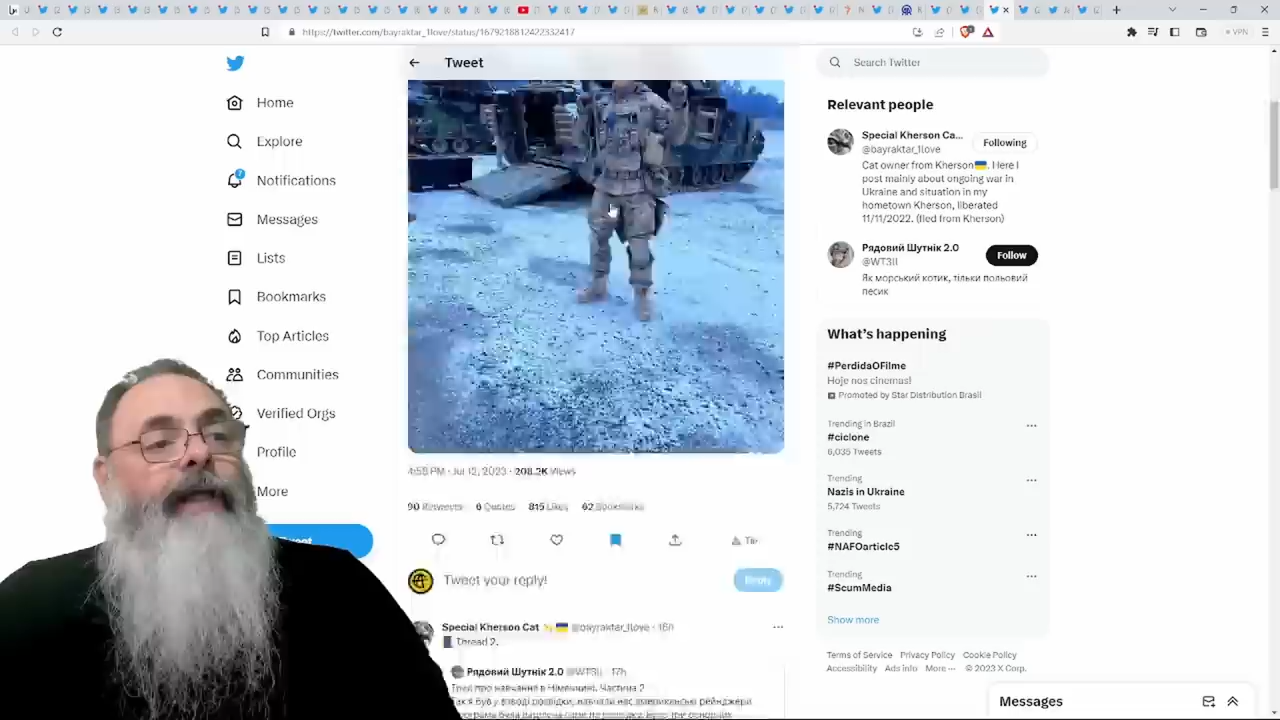 https://twitter.com/bayraktar_1love/status/1679218812422332417
VPN
Tweet
Search Twitter
Home
Explore
Notifications
Messages
Lists
Bookmarks
Top Articles
Communities
Verified Orgs
Profile
More
Tweet
4:58 PM · Jul 12, 2023 · 208.2K Views
90 Retweets 6 Quotes 815 Likes 62 Bookmarks
Tip
Tweet your reply!
Reply
Special Kherson Cat @bayraktar_1love · 16h
Thread 2.
Рядовий Шутнік 2.0 @WT3II · 17h
Частина 2
Relevant people
Special Kherson Ca...
@bayraktar_1love
Following
Cat owner from Kherson🇺🇦. Here I
post mainly about ongoing war in
Ukraine and situation in my
hometown Kherson, liberated
11/11/2022. (fled from Kherson)
Рядовий Шутнік 2.0
@WT3II
Follow
Як морський котик, тільки польовий
песик
What's happening
#PerdidaOFilme
Hoje nos cinemas!
Promoted by Star Distribution Brasil
Trending in Brazil
#ciclone
6,035 Tweets
Trending
Nazis in Ukraine
5,724 Tweets
Trending
#NAFOarticle5
Trending
#ScumMedia
Show more
Terms of Service Privacy Policy Cookie Policy
Accessibility Ads info More ··· © 2023 X Corp.
Messages